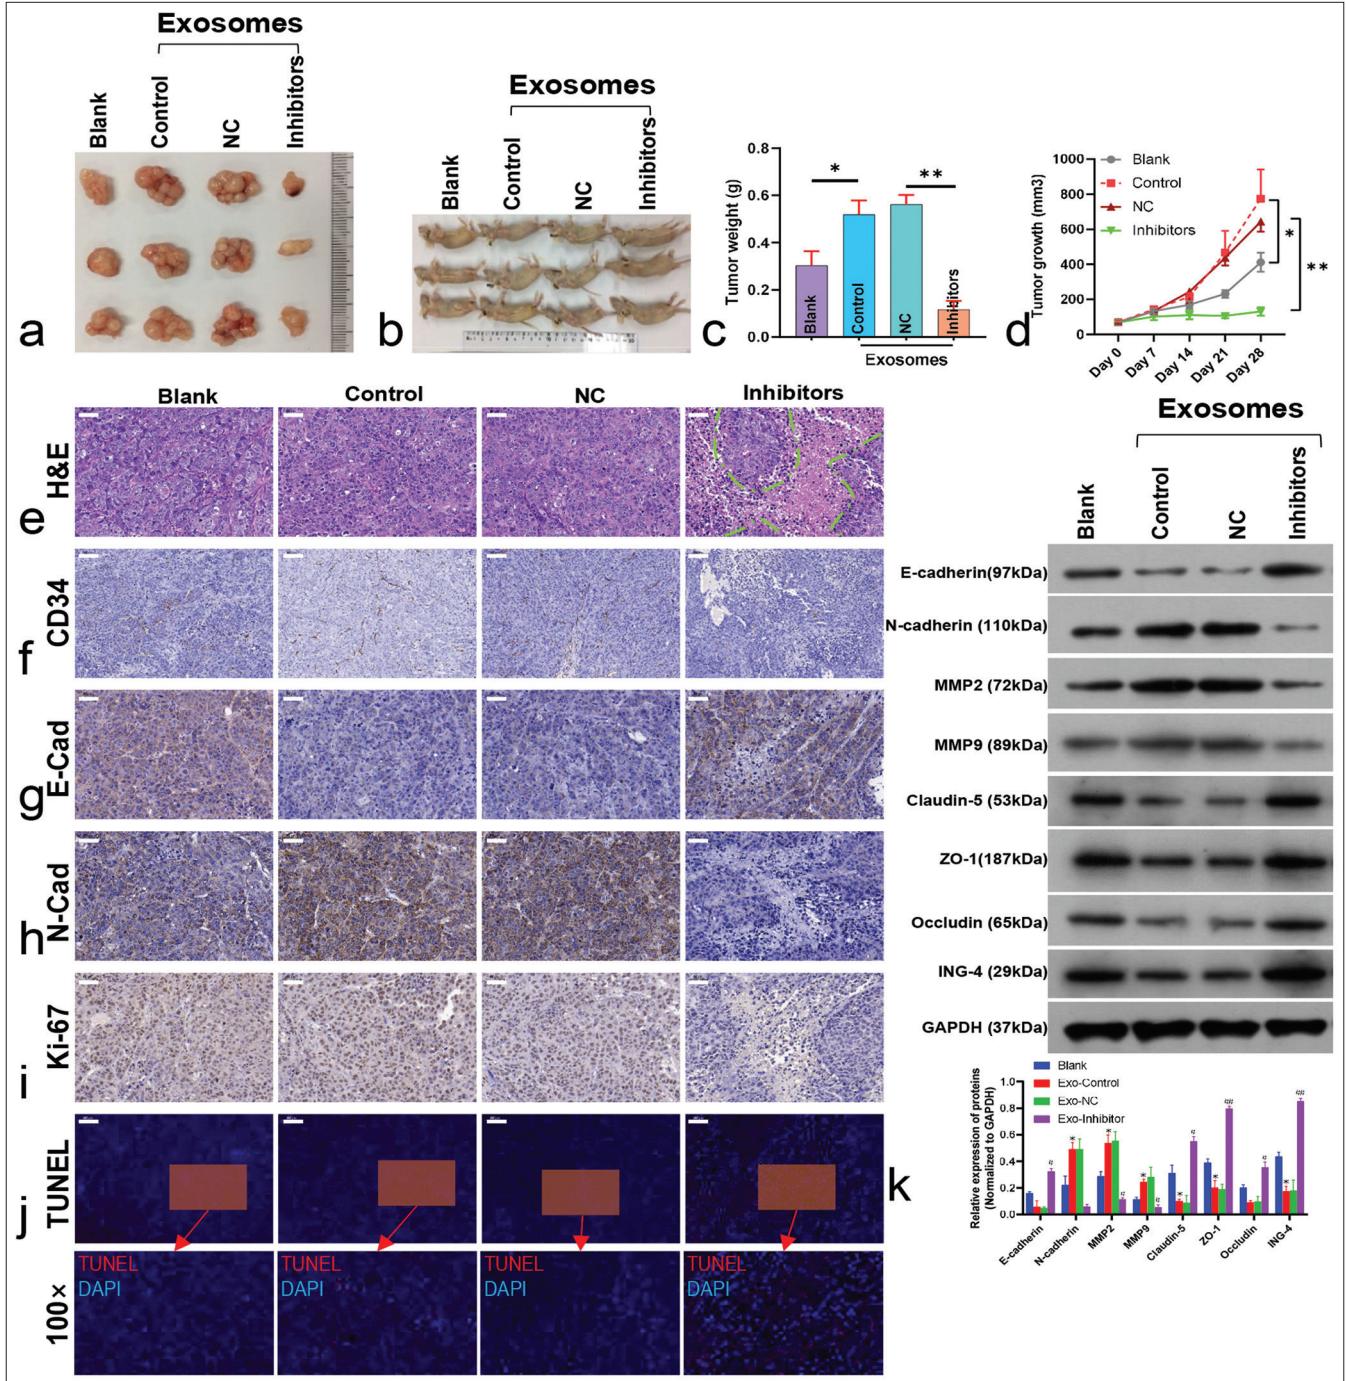 Exosomes
Blank
Control
NC
Inhibitors
a
Exosomes
Blank
Control
NC
Inhibitors
b
Tumor weight (g)
0.8
0.6
0.4
0.2
0.0
*
**
Blank
Control
NC
Inhibitors
Exosomes
c
Tumor growth (mm3)
1000
800
600
400
200
0
Blank
Control
NC
Inhibitors
*
**
Day 0
Day 7
Day 14
Day 21
Day 28
d
Blank
Control
NC
Inhibitors
e
H&E
f
CD34
g
E-Cad
h
N-Cad
i
Ki-67
j
TUNEL
100×
TUNEL
DAPI
TUNEL
DAPI
TUNEL
DAPI
TUNEL
DAPI
Exosomes
Blank
Control
NC
Inhibitors
E-cadherin(97kDa)
N-cadherin (110kDa)
MMP2 (72kDa)
MMP9 (89kDa)
Claudin-5 (53kDa)
ZO-1(187kDa)
Occludin (65kDa)
ING-4 (29kDa)
GAPDH (37kDa)
k
Relative expression of proteins
(Normalized to GAPDH)
1.0
0.8
0.6
0.4
0.2
0.0
Blank
Exo-Control
Exo-NC
Exo-Inhibitor
#
*
*
#
*
#
*
#
*
##
#
*
##
E-cadherin
N-cadherin
MMP2
MMP9
Claudin-5
ZO-1
Occludin
ING-4